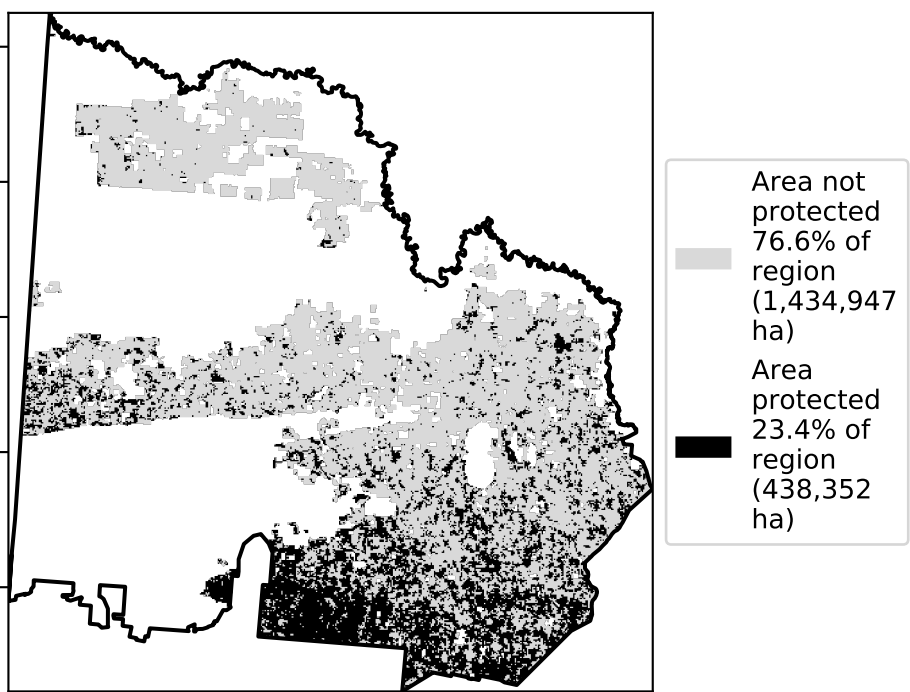 Area not
protected
76.6% of
region
(1,434,947
ha)
Area
protected
23.4% of
region
(438,352
ha)